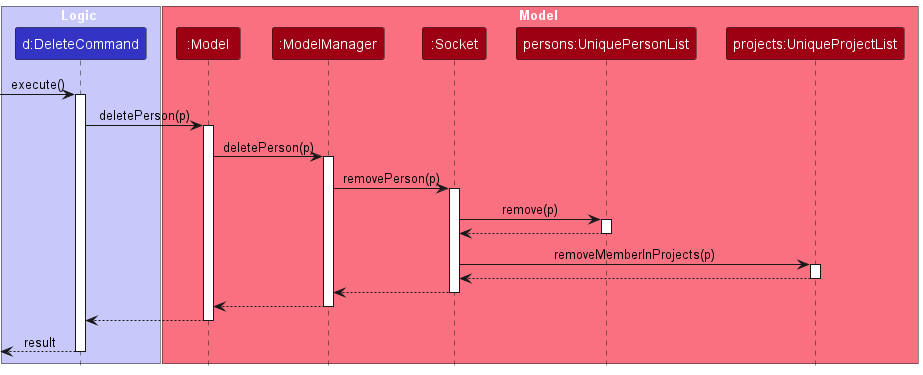 Logic
Model
d:DeleteCommand
:Model
:ModelManager
:Socket
persons:UniquePersonList
projects:UniqueProjectList
execute()
deletePerson(p)
deletePerson(p)
removePerson(p)
remove(p)
removeMemberInProjects(p)
result